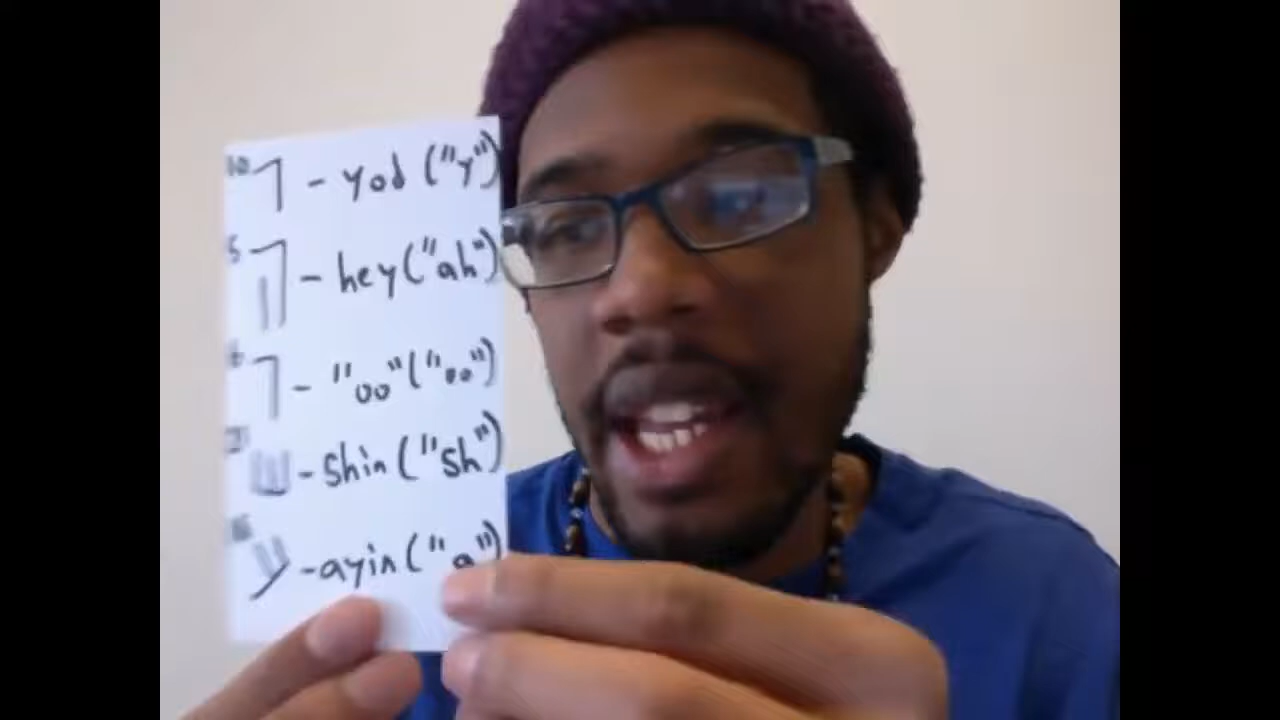 10 י - yod ("y")
5 ה - hey ("ah")
6 ו - "oo" ("oo")
21 ש - shin ("sh")
16 ע - ayin ("a")